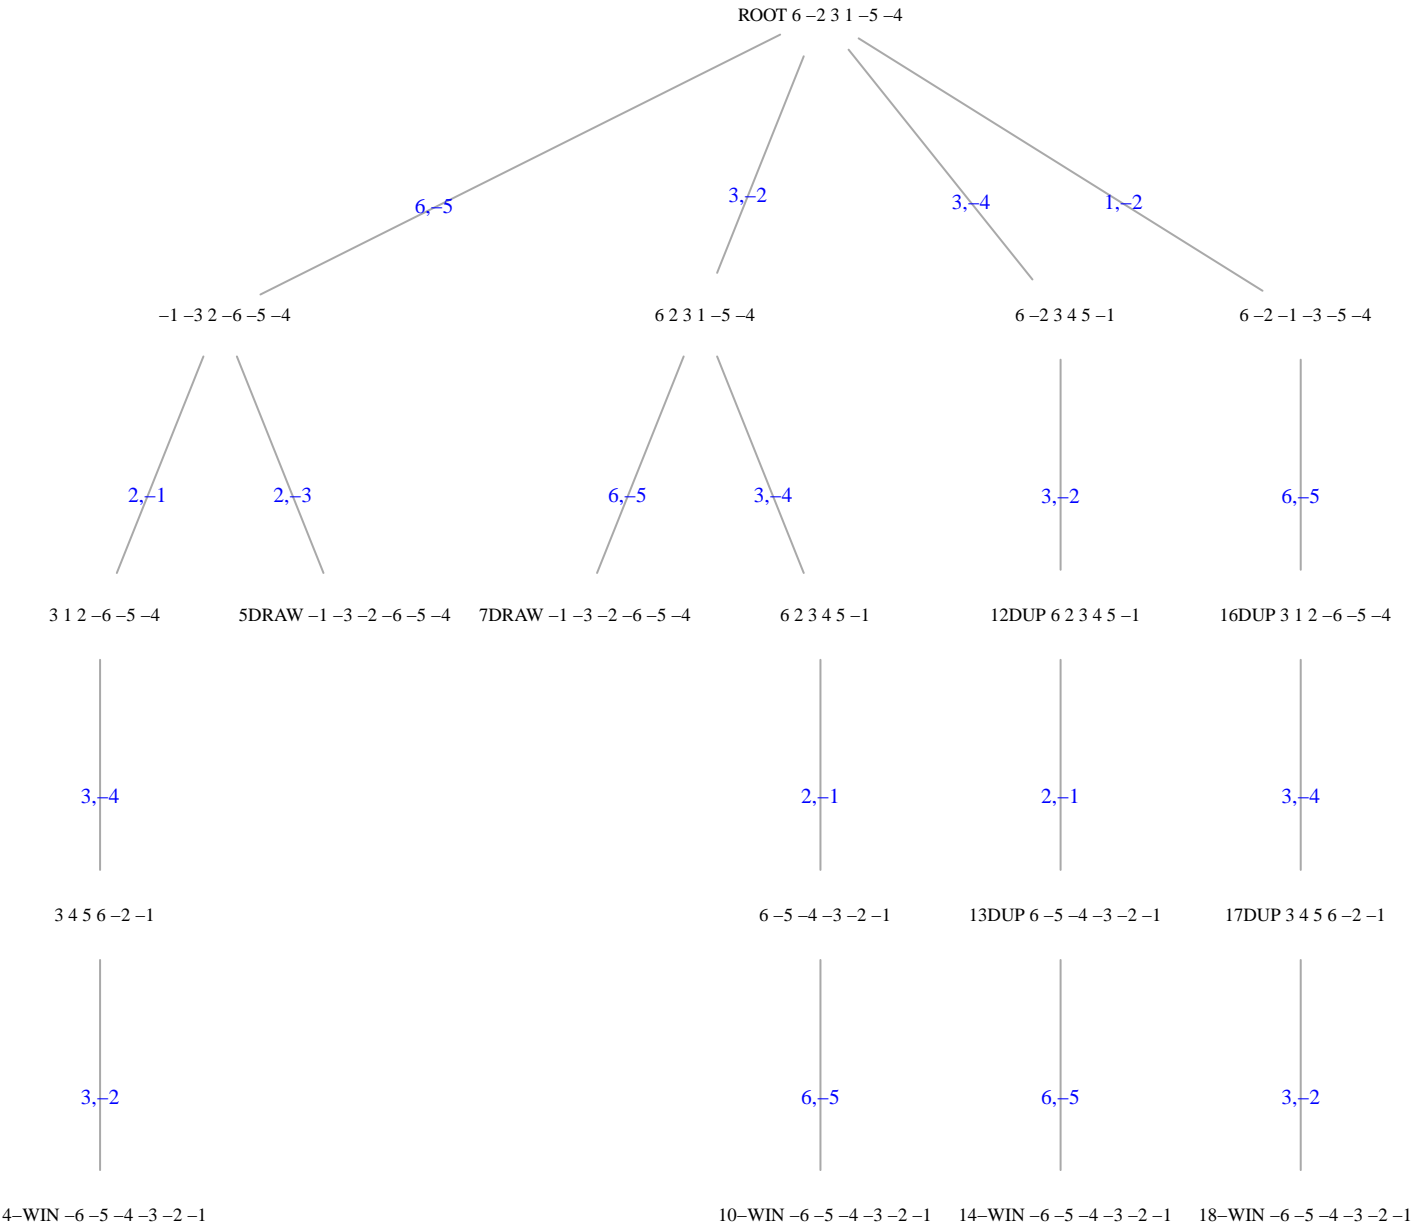 ROOT 6 −2 3 1 −5 −4
6,−5
3,−2
3,−4
1,−2
−1 −3 2 −6 −5 −4
6 2 3 1 −5 −4
6 −2 3 4 5 −1
6 −2 −1 −3 −5 −4
2,−1
2,−3
6,−5
3,−4
3,−2
6,−5
3 1 2 −6 −5 −4
5DRAW −1 −3 −2 −6 −5 −4
7DRAW −1 −3 −2 −6 −5 −4
6 2 3 4 5 −1
12DUP 6 2 3 4 5 −1
16DUP 3 1 2 −6 −5 −4
3,−4
2,−1
2,−1
3,−4
3 4 5 6 −2 −1
6 −5 −4 −3 −2 −1
13DUP 6 −5 −4 −3 −2 −1
17DUP 3 4 5 6 −2 −1
3,−2
6,−5
6,−5
3,−2
4−WIN −6 −5 −4 −3 −2 −1
10−WIN −6 −5 −4 −3 −2 −1
14−WIN −6 −5 −4 −3 −2 −1
18−WIN −6 −5 −4 −3 −2 −1